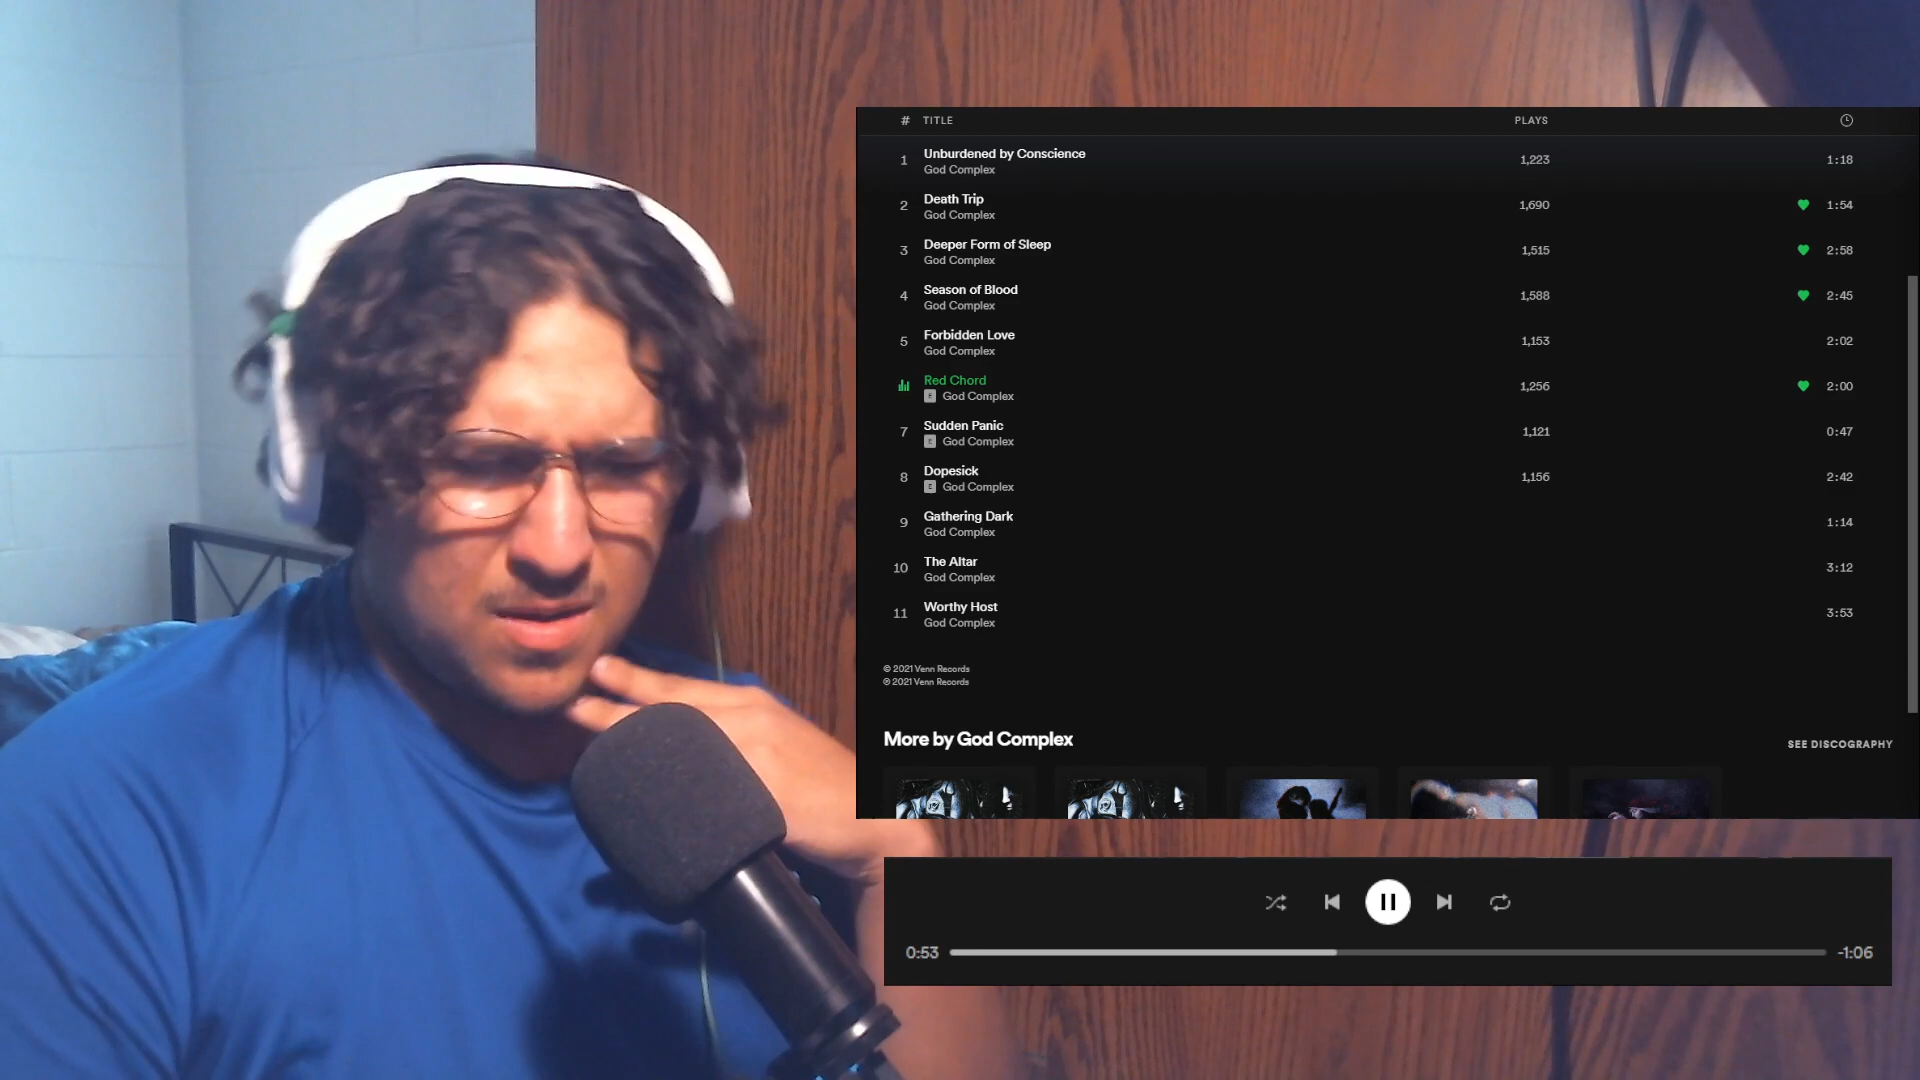 # TITLE PLAYS
1 Unburdened by Conscience 1,223 1:18
God Complex
2 Death Trip 1,690 1:54
God Complex
3 Deeper Form of Sleep 1,515 2:58
God Complex
4 Season of Blood 1,588 2:45
God Complex
5 Forbidden Love 1,153 2:02
God Complex
Red Chord 1,256 2:00
E God Complex
7 Sudden Panic 1,121 0:47
E God Complex
8 Dopesick 1,156 2:42
E God Complex
9 Gathering Dark 1:14
God Complex
10 The Altar 3:12
God Complex
11 Worthy Host 3:53
God Complex
© 2021 Venn Records
℗ 2021 Venn Records
More by God Complex SEE DISCOGRAPHY
0:53 -1:06